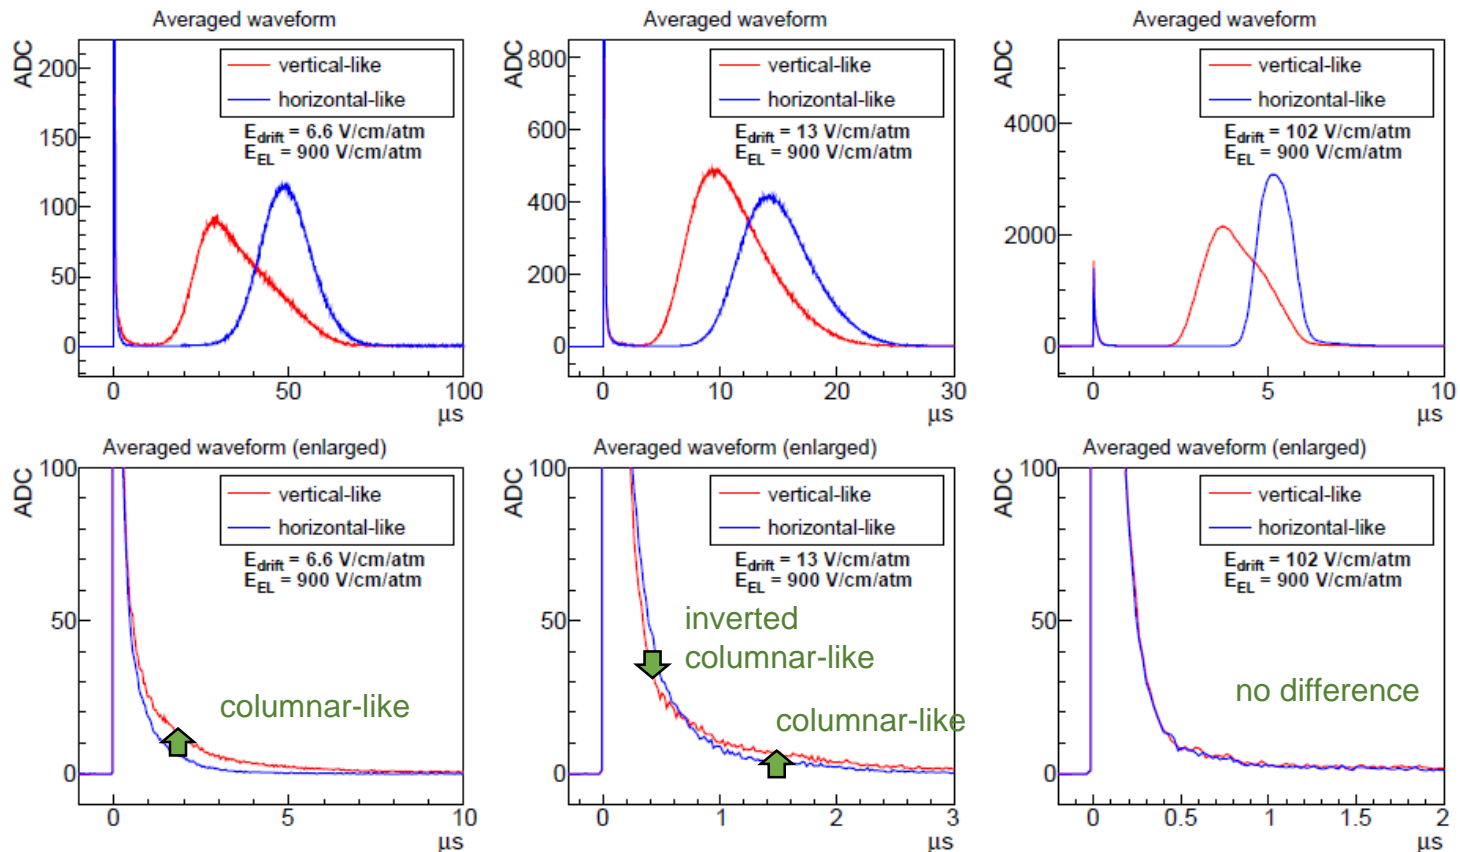 Averaged waveform
ADC
200
150
100
50
0
vertical-like
horizontal-like
E_drift = 6.6 V/cm/atm
E_EL = 900 V/cm/atm
0 50 100
μs
Averaged waveform
ADC
800
600
400
200
0
vertical-like
horizontal-like
E_drift = 13 V/cm/atm
E_EL = 900 V/cm/atm
0 10 20 30
μs
Averaged waveform
ADC
4000
2000
0
vertical-like
horizontal-like
E_drift = 102 V/cm/atm
E_EL = 900 V/cm/atm
0 5 10
μs
Averaged waveform (enlarged)
ADC
100
50
0
vertical-like
horizontal-like
E_drift = 6.6 V/cm/atm
E_EL = 900 V/cm/atm
columnar-like
0 5 10
μs
Averaged waveform (enlarged)
ADC
100
50
0
vertical-like
horizontal-like
E_drift = 13 V/cm/atm
E_EL = 900 V/cm/atm
inverted
columnar-like
columnar-like
0 1 2 3
μs
Averaged waveform (enlarged)
ADC
100
50
0
vertical-like
horizontal-like
E_drift = 102 V/cm/atm
E_EL = 900 V/cm/atm
no difference
0 0.5 1 1.5 2
μs